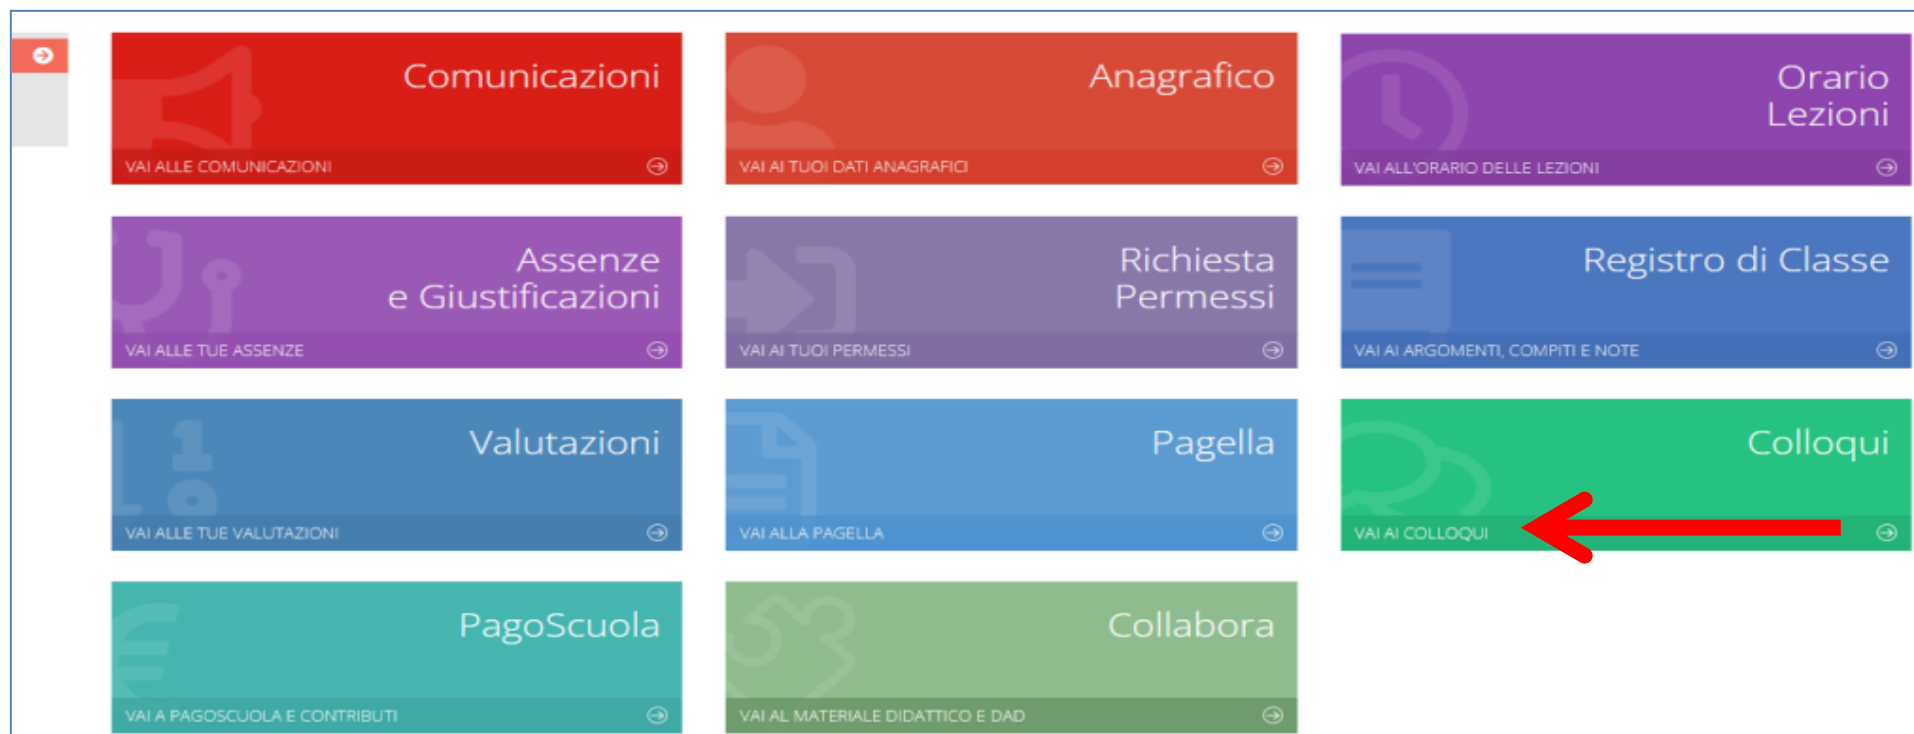 Comunicazioni
VAI ALLE COMUNICAZIONI
Anagrafico
VAI AI TUOI DATI ANAGRAFICI
Orario
Lezioni
VAI ALL'ORARIO DELLE LEZIONI
Assenze
e Giustificazioni
VAI ALLE TUE ASSENZE
Richiesta
Permessi
VAI AI TUOI PERMESSI
Registro di Classe
VAI AI ARGOMENTI, COMPITI E NOTE
Valutazioni
VAI ALLE TUE VALUTAZIONI
Pagella
VAI ALLA PAGELLA
Colloqui
VAI AI COLLOQUI
PagoScuola
VAI A PAGOSCUOLA E CONTRIBUTI
Collabora
VAI AL MATERIALE DIDATTICO E DAD